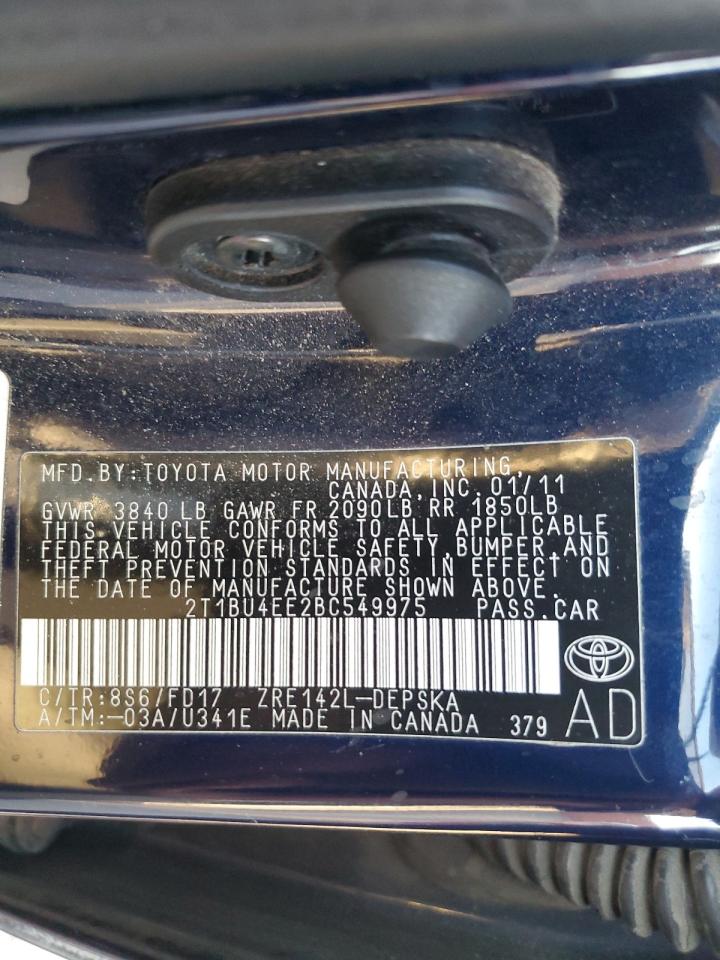 MFD.BY:TOYOTA MOTOR MANUFACTURING,
CANADA,INC. 01/11
GVWR 3840 LB GAWR FR 2090LB RR 1850LB
THIS VEHICLE CONFORMS TO ALL APPLICABLE
FEDERAL MOTOR VEHICLE SAFETY,BUMPER,AND
THEFT PREVENTION STANDARDS IN EFFECT ON
THE DATE OF MANUFACTURE SHOWN ABOVE.
2T1BU4EE2BC549975 PASS.CAR
C/TR:8S6/FD17 ZRE142L-DEPSKA
A/TM:-03A/U341E MADE IN CANADA 379 AD